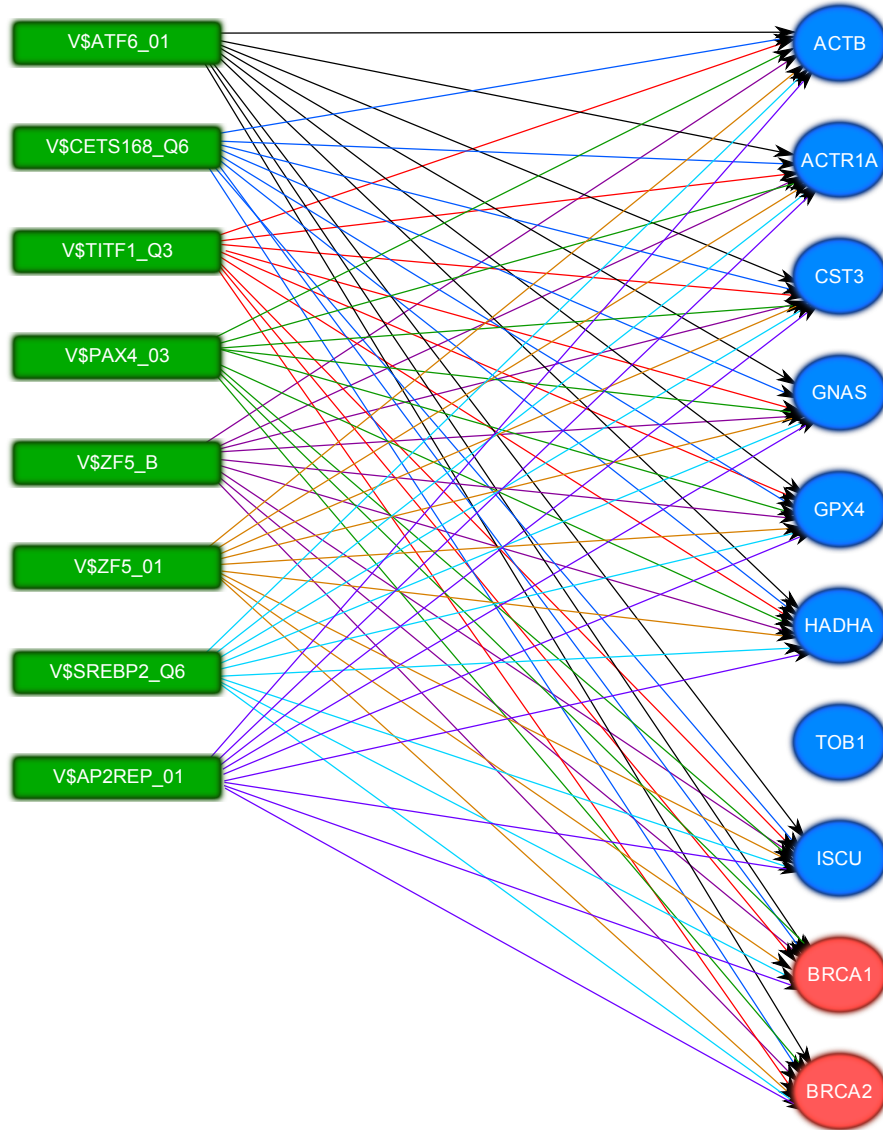 V$ATF6_01
V$CETS168_Q6
V$TITF1_Q3
V$PAX4_03
V$ZF5_B
V$ZF5_01
V$SREBP2_Q6
V$AP2REP_01
ACTB
ACTR1A
CST3
GNAS
GPX4
HADHA
TOB1
ISCU
BRCA1
BRCA2